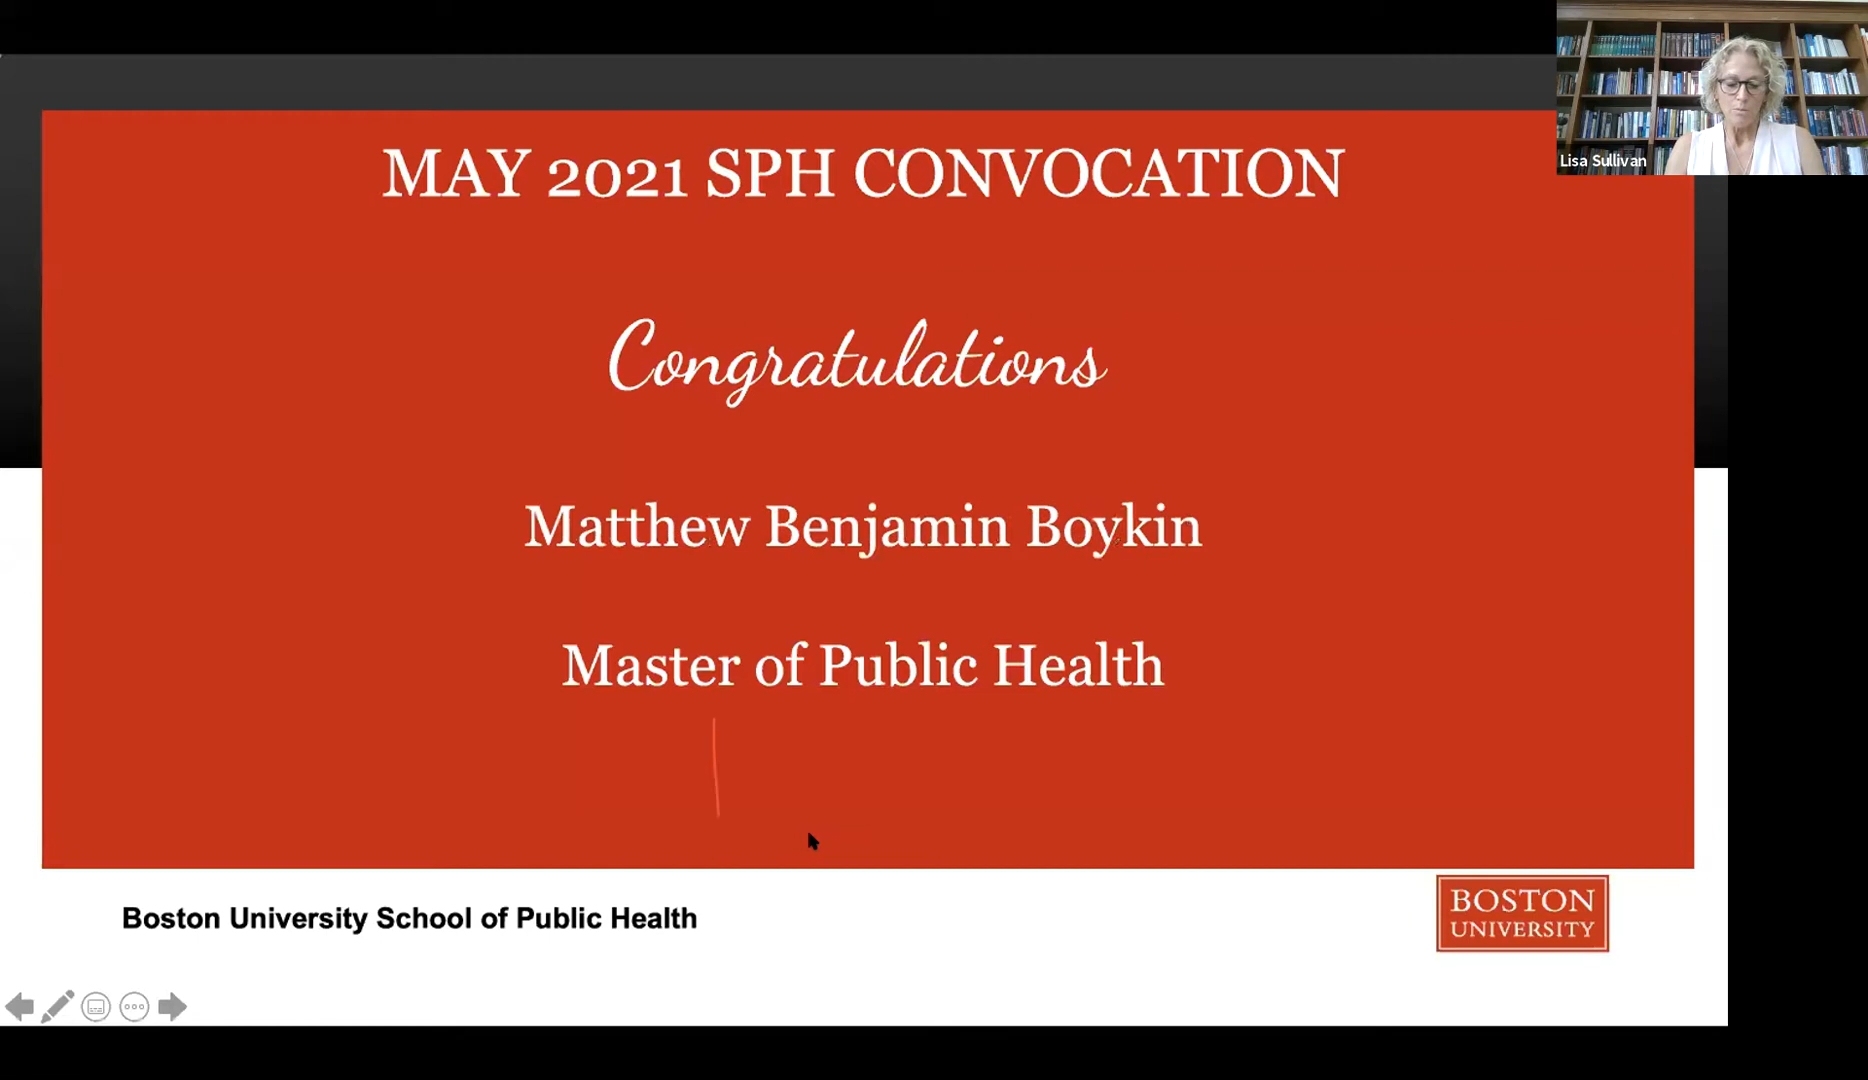 MAY 2021 SPH CONVOCATION
Lisa Sullivan
Congratulations
Matthew Benjamin Boykin
Master of Public Health
Boston University School of Public Health
BOSTON
UNIVERSITY